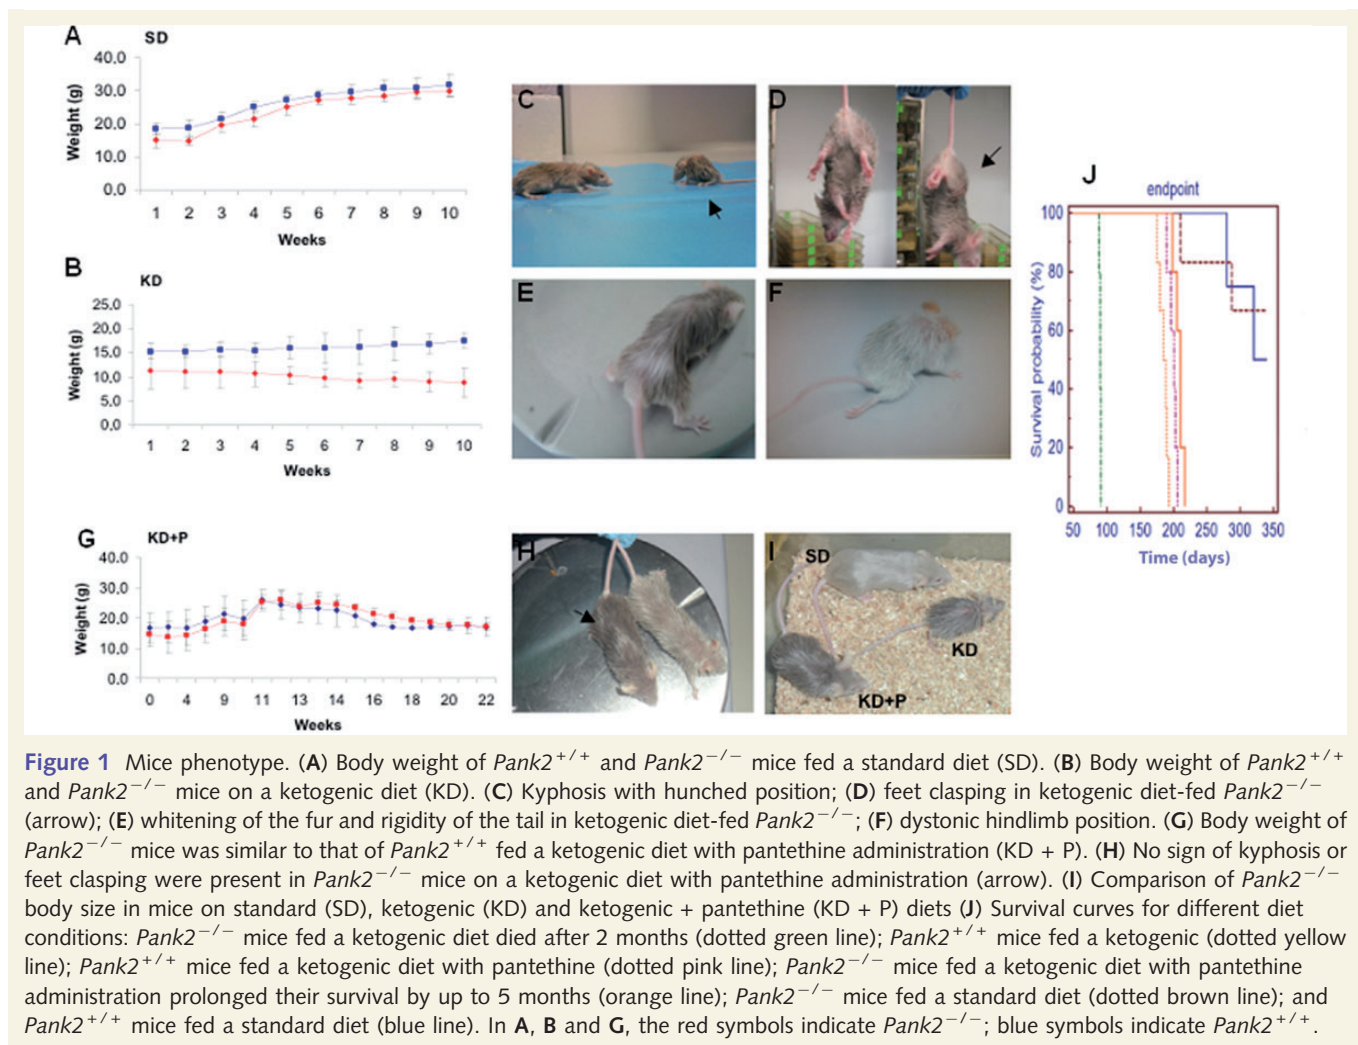 A
SD
Weight (g)
40.0
30.0
20.0
10.0
0.0
1 2 3 4 5 6 7 8 9 10
Weeks
B
KD
Weight (g)
25.0
20.0
15.0
10.0
5.0
0.0
1 2 3 4 5 6 7 8 9 10
Weeks
C
D
E
F
G
KD+P
Weight (g)
40.0
30.0
20.0
10.0
0.0
0 4 9 11 13 14 16 18 20 22
Weeks
H
I
SD
KD
KD+P
J
endpoint
Survival probability (%)
100
80
60
40
20
0
50 100 150 200 250 300 350
Time (days)
Figure 1 Mice phenotype. (A) Body weight of Pank2+/+ and Pank2−/− mice fed a standard diet (SD). (B) Body weight of Pank2+/+
and Pank2−/− mice on a ketogenic diet (KD). (C) Kyphosis with hunched position; (D) feet clasping in ketogenic diet-fed Pank2−/−
(arrow); (E) whitening of the fur and rigidity of the tail in ketogenic diet-fed Pank2−/−; (F) dystonic hindlimb position. (G) Body weight of
Pank2−/− mice was similar to that of Pank2+/+ fed a ketogenic diet with pantethine administration (KD + P). (H) No sign of kyphosis or
feet clasping were present in Pank2−/− mice on a ketogenic diet with pantethine administration (arrow). (I) Comparison of Pank2−/−
body size in mice on standard (SD), ketogenic (KD) and ketogenic + pantethine (KD + P) diets (J) Survival curves for different diet
conditions: Pank2−/− mice fed a ketogenic diet died after 2 months (dotted green line); Pank2+/+ mice fed a ketogenic (dotted yellow
line); Pank2+/+ mice fed a ketogenic diet with pantethine (dotted pink line); Pank2−/− mice fed a ketogenic diet with pantethine
administration prolonged their survival by up to 5 months (orange line); Pank2−/− mice fed a standard diet (dotted brown line); and
Pank2+/+ mice fed a standard diet (blue line). In A, B and G, the red symbols indicate Pank2−/−; blue symbols indicate Pank2+/+.